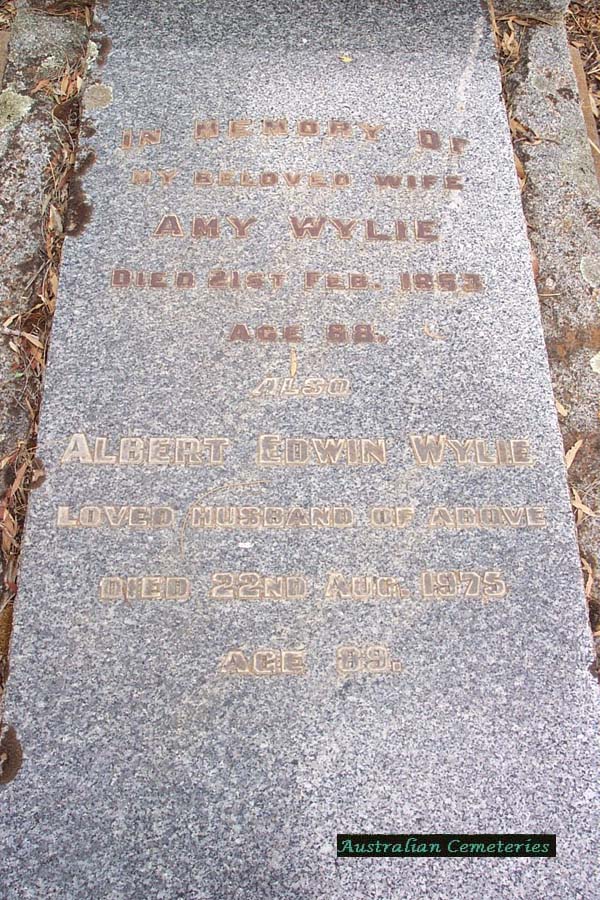 IN MEMORY OF
MY BELOVED WIFE
AMY WYLIE
DIED 21ST FEB. 1953
AGE
ALSO
ALBERT EDWIN WYLIE
LOVED HUSBAND OF ABOVE
DIED 22ND AUG. 1975
AGE 89.
Australian Cemeteries